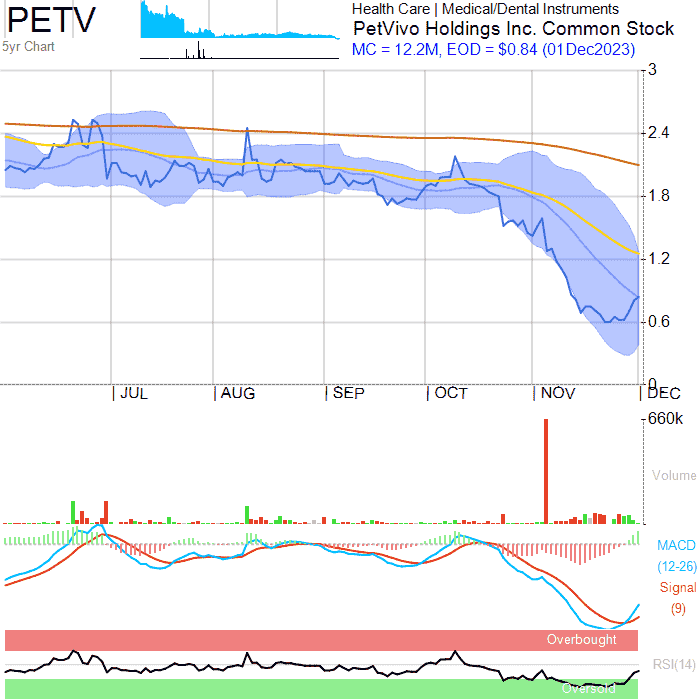 PETV
5yr Chart
Health Care | Medical/Dental Instruments
PetVivo Holdings Inc. Common Stock
MC = 12.2M, EOD = $0.84 (01Dec2023)
3
2.4
1.8
1.2
0.6
0
JUL AUG SEP OCT NOV DEC
660k
Volume
MACD
(12-26)
Signal
(9)
Overbought
RSI(14)
Oversold